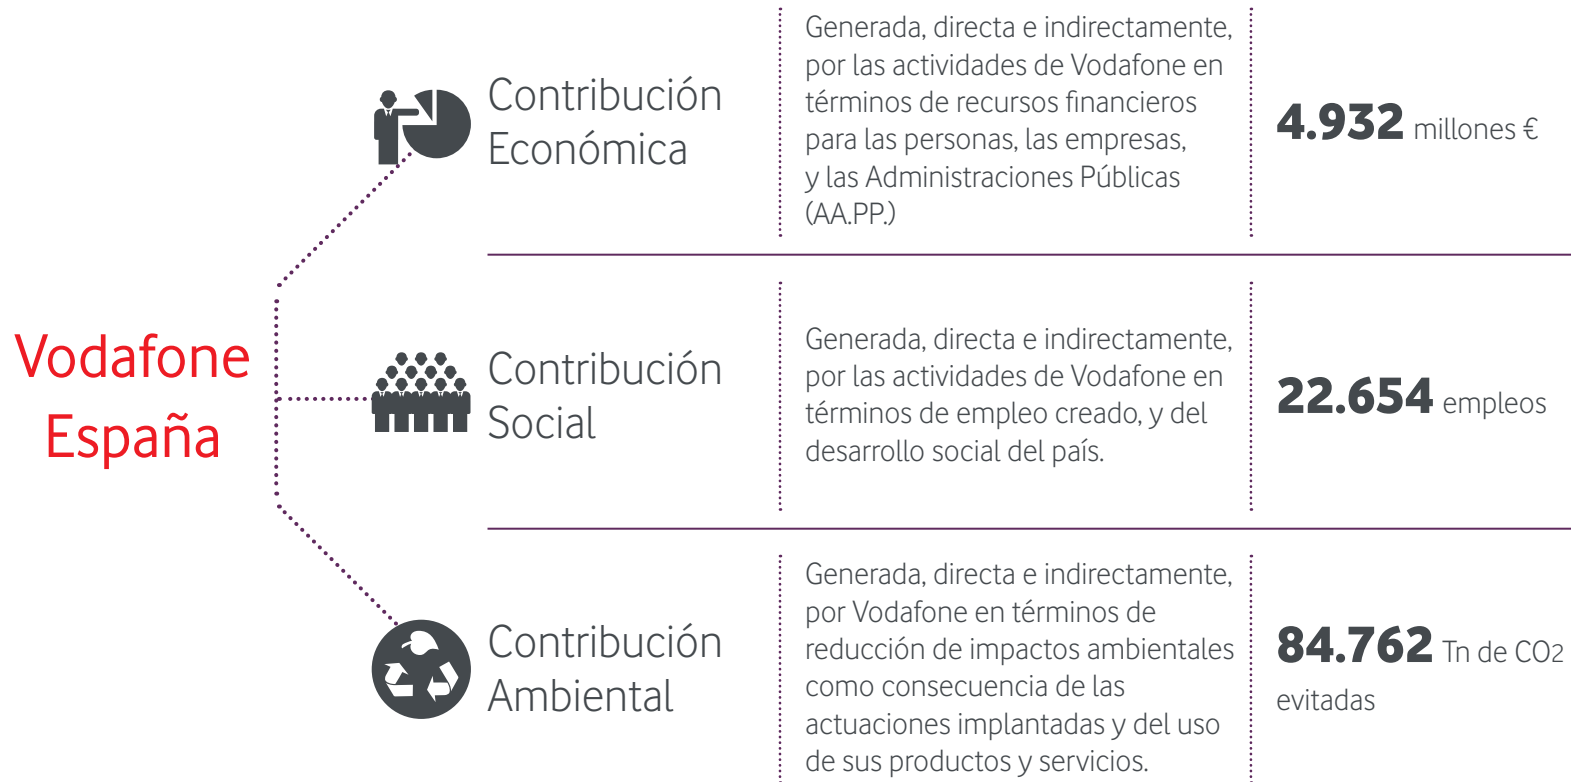 Vodafone
España
Contribución
Económica
Generada, directa e indirectamente,
por las actividades de Vodafone en
términos de recursos financieros
para las personas, las empresas,
y las Administraciones Públicas
(AA.PP.)
4.932 millones €
Contribución
Social
Generada, directa e indirectamente,
por las actividades de Vodafone en
términos de empleo creado, y del
desarrollo social del país.
22.654 empleos
Contribución
Ambiental
Generada, directa e indirectamente,
por Vodafone en términos de
reducción de impactos ambientales
como consecuencia de las
actuaciones implantadas y del uso
de sus productos y servicios.
84.762 Tn de CO2
evitadas